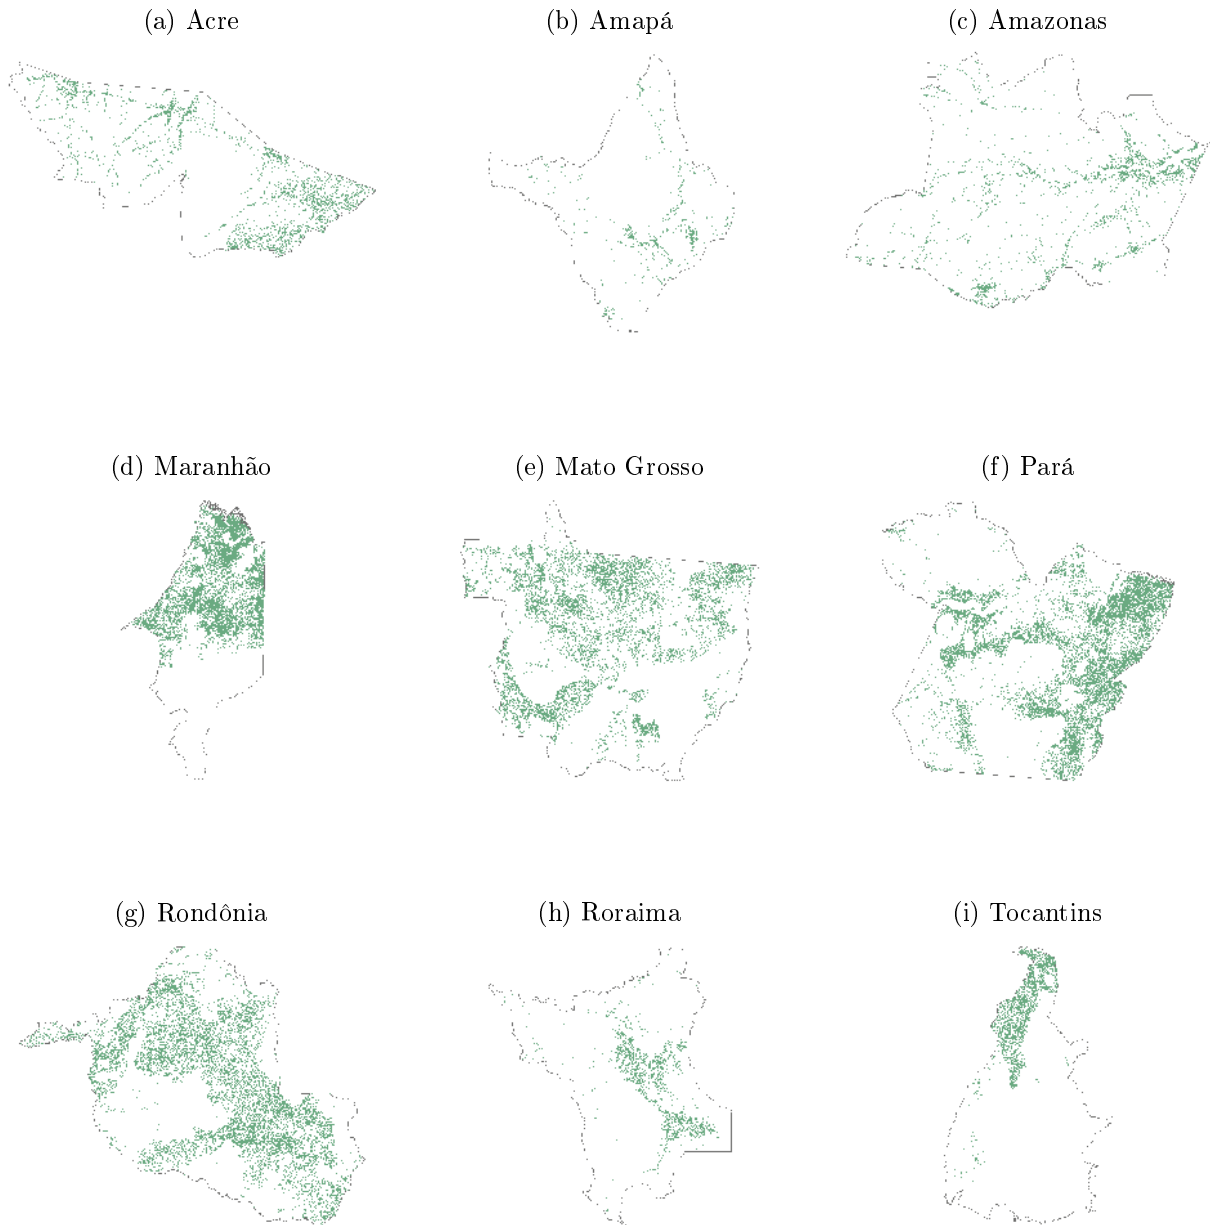 (a) Acre
(b) Amapá
(c) Amazonas
(d) Maranhão
(e) Mato Grosso
(f) Pará
(g) Rondônia
(h) Roraima
(i) Tocantins